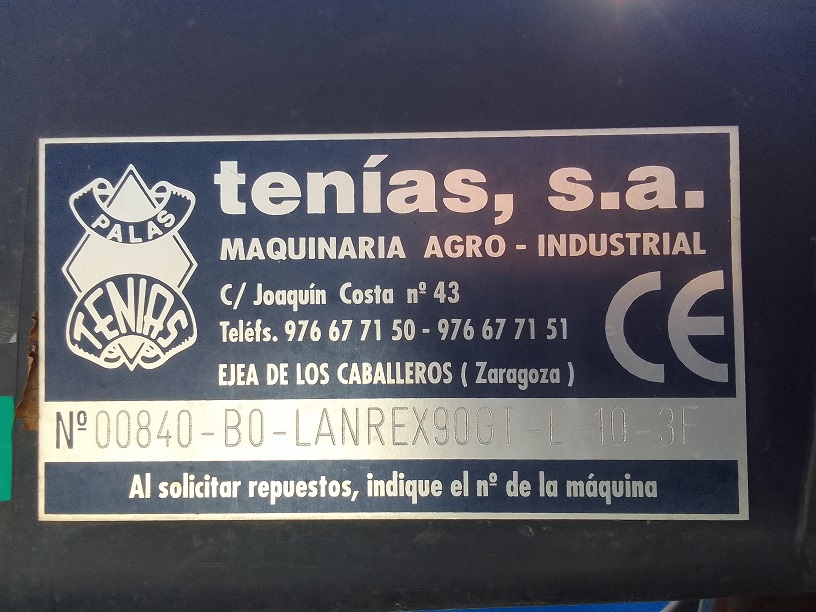 PALAS
TENIAS
tenías, s.a.
MAQUINARIA AGRO - INDUSTRIAL
C/ Joaquín Costa nº 43
Teléfs. 976 67 71 50 - 976 67 71 51
EJEA DE LOS CABALLEROS ( Zaragoza )
CE
Nº 00840-B0-LANREX90GT-E-10-3F
Al solicitar repuestos, indique el nº de la máquina